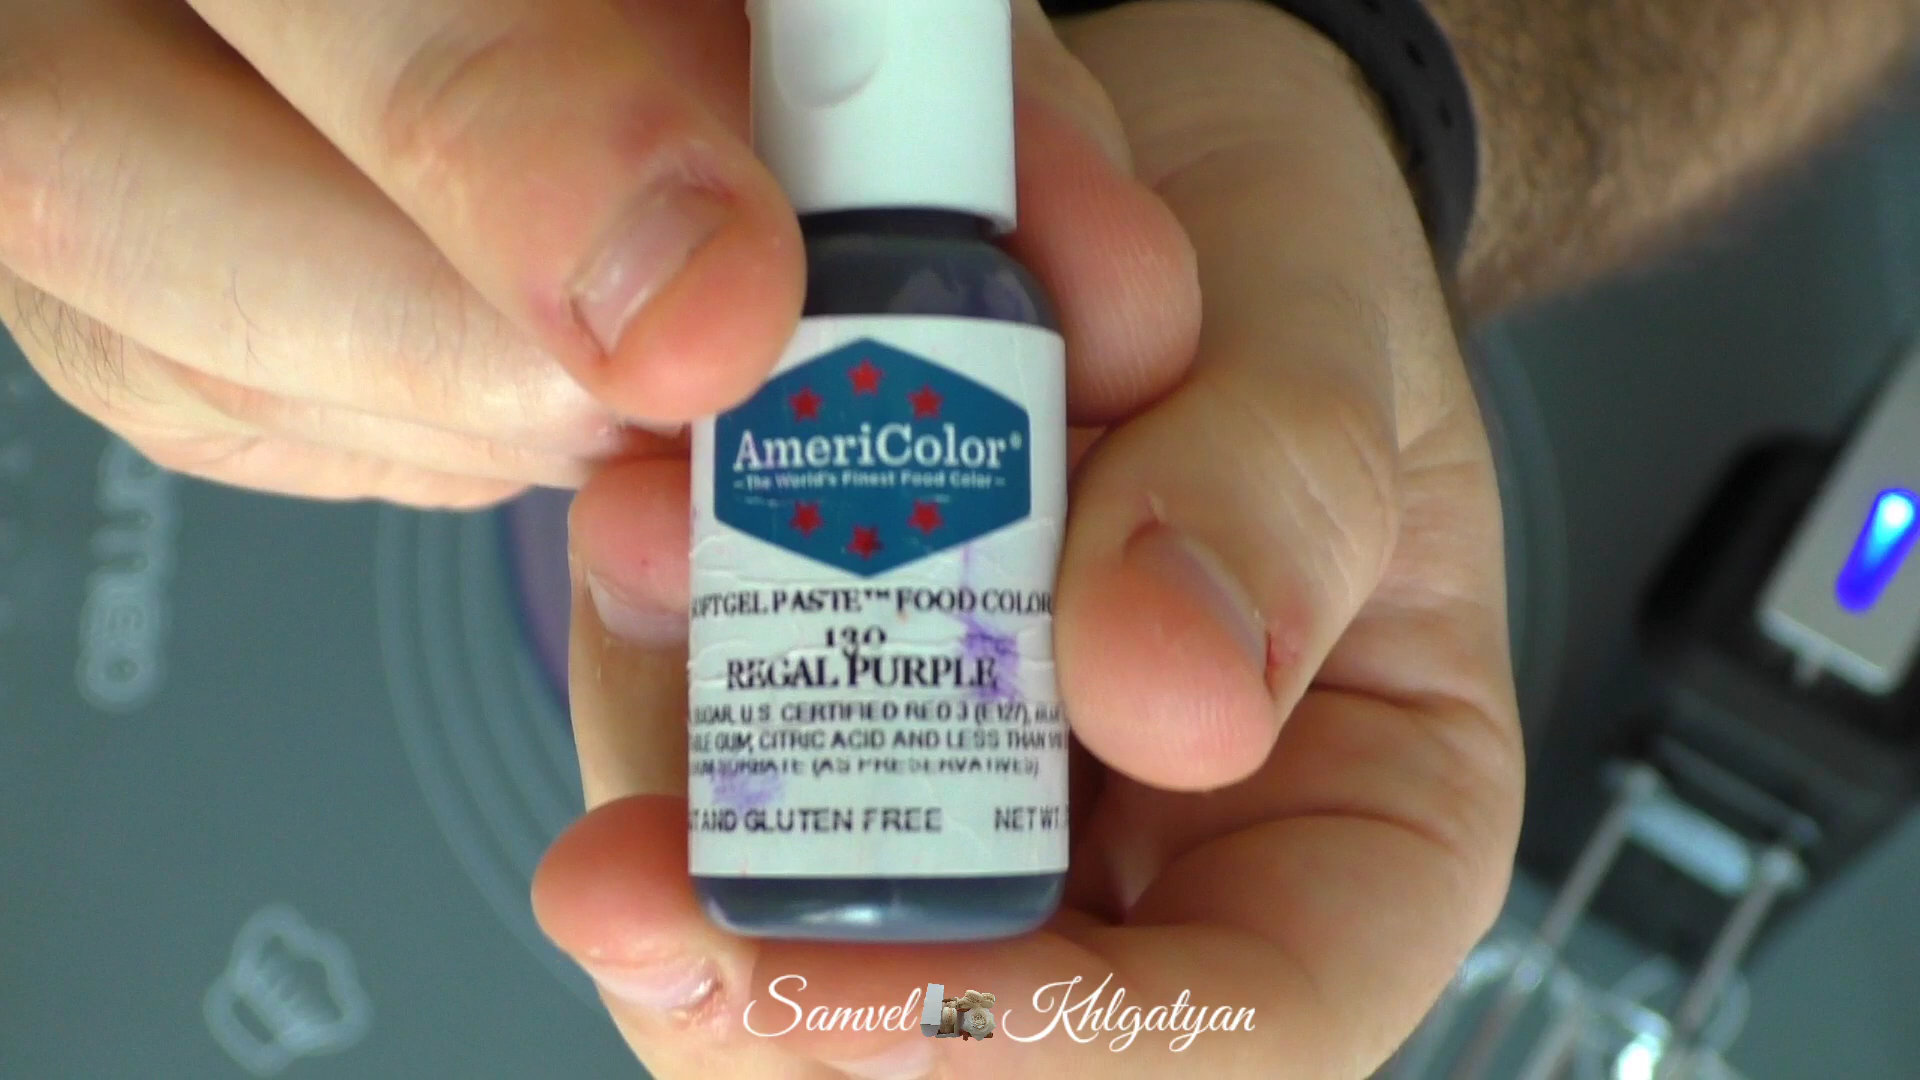 AmeriColor®
The World's Finest Food Color
SOFTGEL PASTE™ FOOD COLOR
130
REGAL PURPLE
SUGAR, U.S. CERTIFIED RED 3 (E127),
GUM, CITRIC ACID AND LESS THAN
(AS PRESERVATIVES)
AND GLUTEN FREE NET WT.
Samvel Khlgatyan